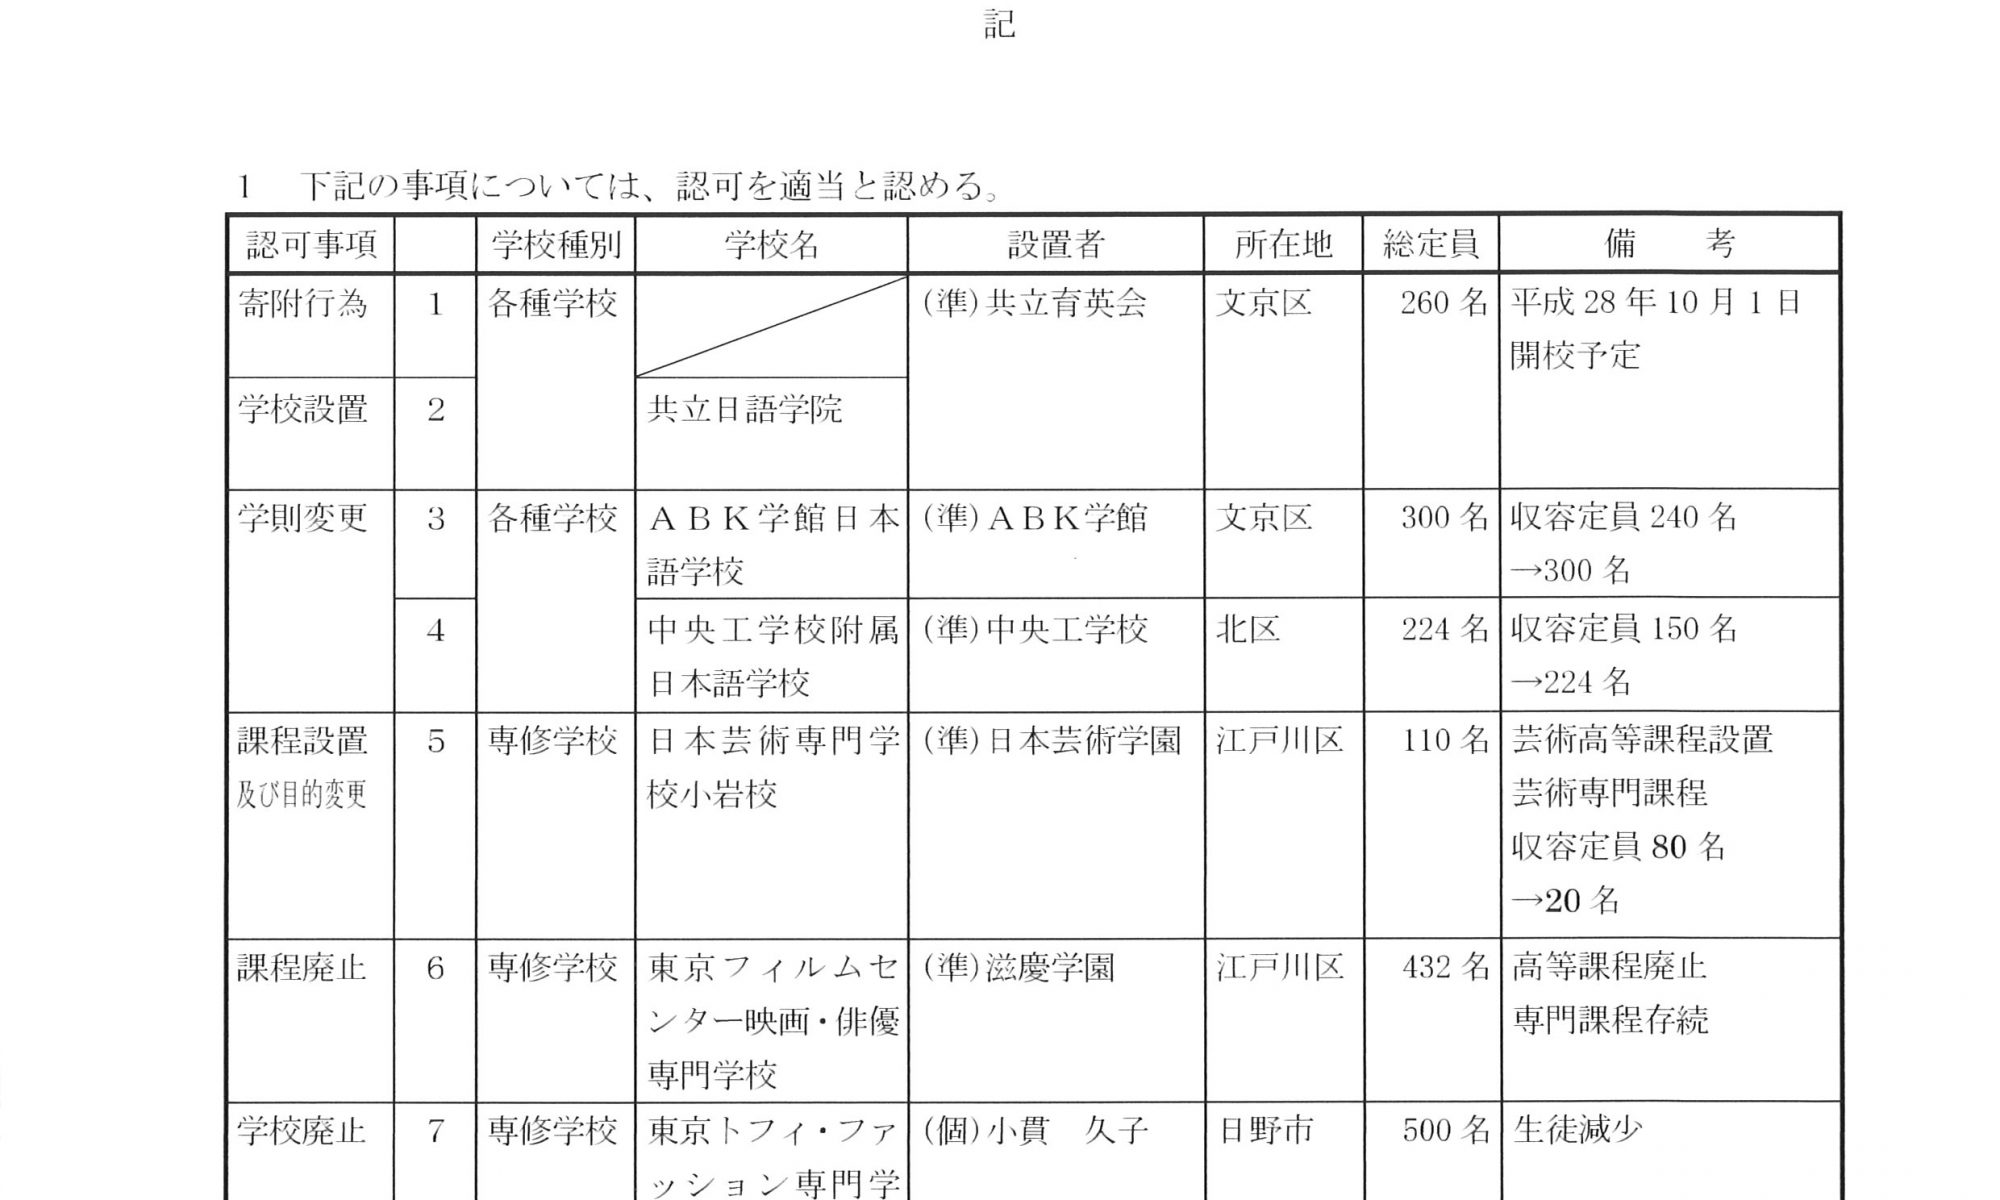 記
1 下記の事項については、認可を適当と認める。
認可事項 学校種別 学校名 設置者 所在地 総定員 備 考
寄附行為 1 各種学校 (準)共立育英会 文京区 260 名 平成 28 年 10 月 1 日
開校予定
学校設置 2 共立日語学院
学則変更 3 各種学校 ABK学館日本 (準)ABK学館 文京区 300 名 収容定員 240 名
語学校 →300 名
4 中央工学校附属 (準)中央工学校 北区 224 名 収容定員 150 名
日本語学校 →224 名
課程設置 5 専修学校 日本芸術専門学 (準)日本芸術学園 江戸川区 110 名 芸術高等課程設置
及び目的変更 校小岩校 芸術専門課程
収容定員 80 名
→20 名
課程廃止 6 専修学校 東京フィルムセ (準)滋慶学園 江戸川区 432 名 高等課程廃止
ンター映画・俳優 専門課程存続
専門学校
学校廃止 7 専修学校 東京トフィ・ファ (個)小貫 久子 日野市 500 名 生徒減少
ッション専門学